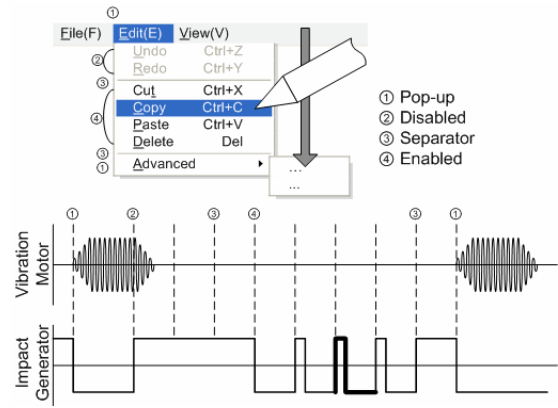 ①
File(F) Edit(E) View(V)
② Undo Ctrl+Z
Redo Ctrl+Y
③
④ Cut Ctrl+X
Copy Ctrl+C
Paste Ctrl+V
Delete Del
③
① Advanced
...
...
① Pop-up
② Disabled
③ Separator
④ Enabled
① ② ③ ④ ③ ①
Vibration
Motor
Impact
Generator